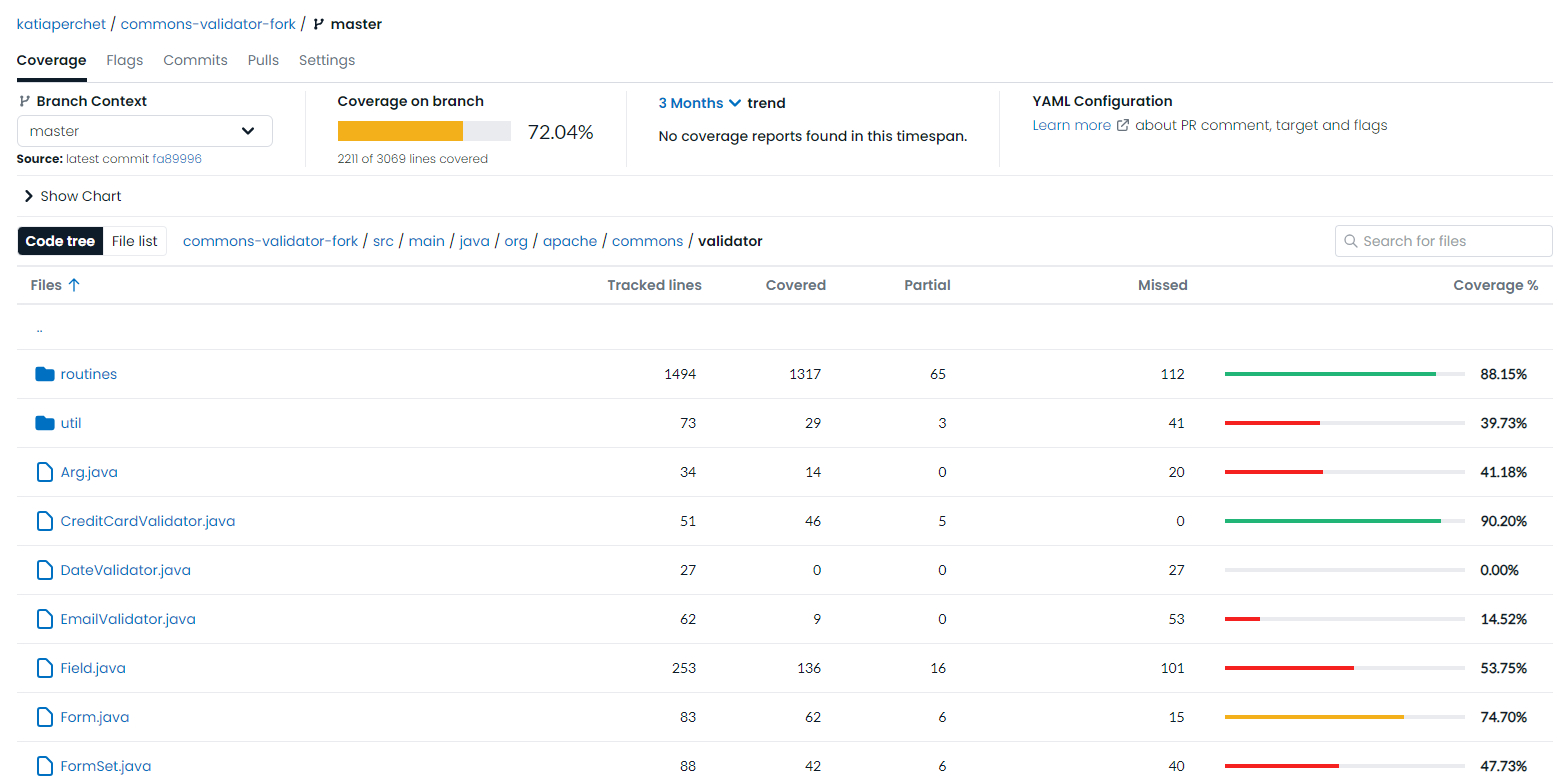 katiaperchet / commons-validator-fork / master
Coverage Flags Commits Pulls Settings
Branch Context
master
Source: latest commit fa89996
Coverage on branch
72.04%
2211 of 3069 lines covered
3 Months trend
No coverage reports found in this timespan.
YAML Configuration
Learn more about PR comment, target and flags
Show Chart
Code tree File list commons-validator-fork / src / main / java / org / apache / commons / validator Search for files
Files Tracked lines Covered Partial Missed Coverage %
..
routines 1494 1317 65 112 88.15%
util 73 29 3 41 39.73%
Arg.java 34 14 0 20 41.18%
CreditCardValidator.java 51 46 5 0 90.20%
DateValidator.java 27 0 0 27 0.00%
EmailValidator.java 62 9 0 53 14.52%
Field.java 253 136 16 101 53.75%
Form.java 83 62 6 15 74.70%
FormSet.java 88 42 6 40 47.73%